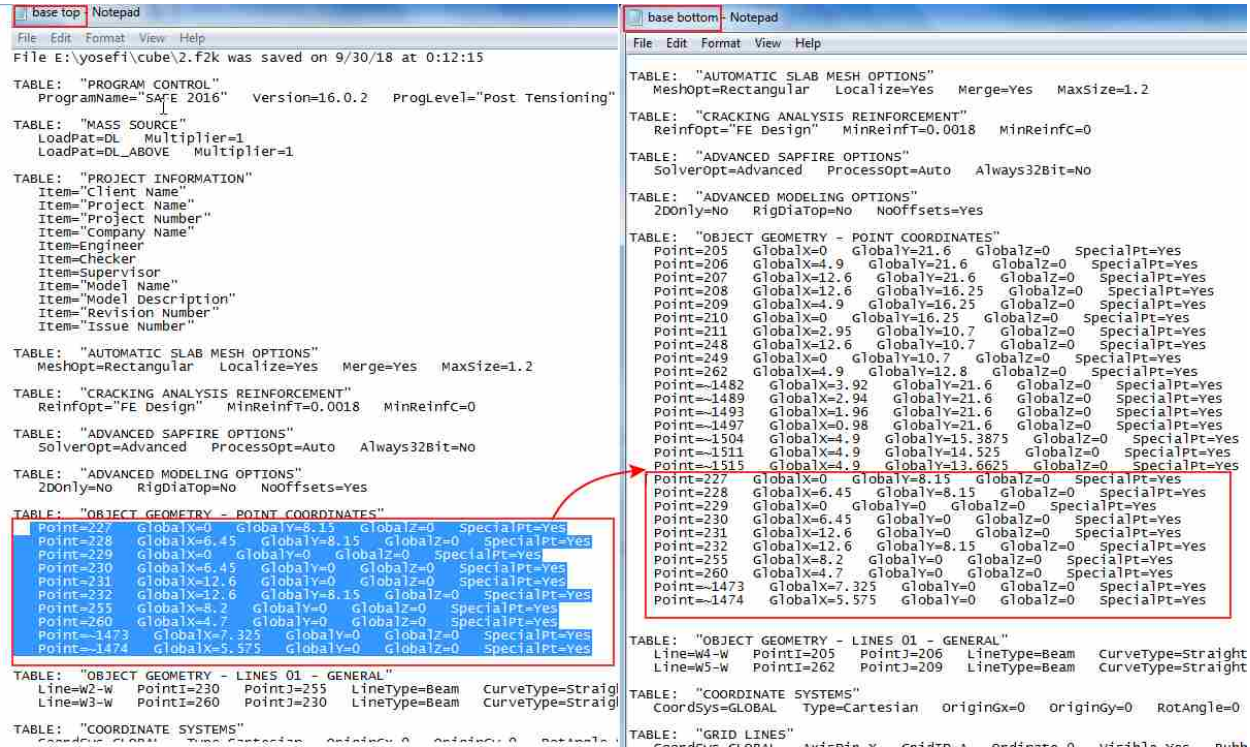 base top - Notepad
File Edit Format View Help
File E:\yosefi\cube\2.f2k was saved on 9/30/18 at 0:12:15
TABLE: "PROGRAM CONTROL"
ProgramName="SAFE 2016" Version=16.0.2 ProgLevel="Post Tensioning"
TABLE: "MASS SOURCE"
LoadPat=DL Multiplier=1
LoadPat=DL_ABOVE Multiplier=1
TABLE: "PROJECT INFORMATION"
Item="Client Name"
Item="Project Name"
Item="Project Number"
Item="Company Name"
Item=Engineer
Item=Checker
Item=Supervisor
Item="Model Name"
Item="Model Description"
Item="Revision Number"
Item="Issue Number"
TABLE: "AUTOMATIC SLAB MESH OPTIONS"
MeshOpt=Rectangular Localize=Yes Merge=Yes MaxSize=1.2
TABLE: "CRACKING ANALYSIS REINFORCEMENT"
ReinfOpt="FE Design" MinReinfT=0.0018 MinReinfC=0
TABLE: "ADVANCED SAPFIRE OPTIONS"
SolverOpt=Advanced ProcessOpt=Auto Always32Bit=No
TABLE: "ADVANCED MODELING OPTIONS"
2DOnly=No RigDiaTop=No NoOffsets=Yes
TABLE: "OBJECT GEOMETRY - POINT COORDINATES"
Point=227 GlobalX=0 GlobalY=8.15 GlobalZ=0 SpecialPt=Yes
Point=228 GlobalX=6.45 GlobalY=8.15 GlobalZ=0 SpecialPt=Yes
Point=229 GlobalX=0 GlobalY=0 GlobalZ=0 SpecialPt=Yes
Point=230 GlobalX=6.45 GlobalY=0 GlobalZ=0 SpecialPt=Yes
Point=231 GlobalX=12.6 GlobalY=0 GlobalZ=0 SpecialPt=Yes
Point=232 GlobalX=12.6 GlobalY=8.15 GlobalZ=0 SpecialPt=Yes
Point=255 GlobalX=8.2 GlobalY=0 GlobalZ=0 SpecialPt=Yes
Point=260 GlobalX=4.7 GlobalY=0 GlobalZ=0 SpecialPt=Yes
Point=~1473 GlobalX=7.325 GlobalY=0 GlobalZ=0 SpecialPt=Yes
Point=~1474 GlobalX=5.575 GlobalY=0 GlobalZ=0 SpecialPt=Yes
TABLE: "OBJECT GEOMETRY - LINES 01 - GENERAL"
Line=W2-W PointI=230 PointJ=255 LineType=Beam CurveType=Straig
Line=W3-W PointI=260 PointJ=230 LineType=Beam CurveType=Straig
TABLE: "COORDINATE SYSTEMS"
base bottom - Notepad
File Edit Format View Help
TABLE: "AUTOMATIC SLAB MESH OPTIONS"
MeshOpt=Rectangular Localize=Yes Merge=Yes MaxSize=1.2
TABLE: "CRACKING ANALYSIS REINFORCEMENT"
ReinfOpt="FE Design" MinReinfT=0.0018 MinReinfC=0
TABLE: "ADVANCED SAPFIRE OPTIONS"
SolverOpt=Advanced ProcessOpt=Auto Always32Bit=No
TABLE: "ADVANCED MODELING OPTIONS"
2DOnly=No RigDiaTop=No NoOffsets=Yes
TABLE: "OBJECT GEOMETRY - POINT COORDINATES"
Point=205 GlobalX=0 GlobalY=21.6 GlobalZ=0 SpecialPt=Yes
Point=206 GlobalX=4.9 GlobalY=21.6 GlobalZ=0 SpecialPt=Yes
Point=207 GlobalX=12.6 GlobalY=21.6 GlobalZ=0 SpecialPt=Yes
Point=208 GlobalX=12.6 GlobalY=16.25 GlobalZ=0 SpecialPt=Yes
Point=209 GlobalX=4.9 GlobalY=16.25 GlobalZ=0 SpecialPt=Yes
Point=210 GlobalX=0 GlobalY=16.25 GlobalZ=0 SpecialPt=Yes
Point=211 GlobalX=2.95 GlobalY=10.7 GlobalZ=0 SpecialPt=Yes
Point=248 GlobalX=12.6 GlobalY=10.7 GlobalZ=0 SpecialPt=Yes
Point=249 GlobalX=0 GlobalY=10.7 GlobalZ=0 SpecialPt=Yes
Point=262 GlobalX=4.9 GlobalY=12.8 GlobalZ=0 SpecialPt=Yes
Point=~1482 GlobalX=3.92 GlobalY=21.6 GlobalZ=0 SpecialPt=Yes
Point=~1489 GlobalX=2.94 GlobalY=21.6 GlobalZ=0 SpecialPt=Yes
Point=~1493 GlobalX=1.96 GlobalY=21.6 GlobalZ=0 SpecialPt=Yes
Point=~1497 GlobalX=0.98 GlobalY=21.6 GlobalZ=0 SpecialPt=Yes
Point=~1504 GlobalX=4.9 GlobalY=15.3875 GlobalZ=0 SpecialPt=Yes
Point=~1511 GlobalX=4.9 GlobalY=14.525 GlobalZ=0 SpecialPt=Yes
Point=~1515 GlobalX=4.9 GlobalY=13.6625 GlobalZ=0 SpecialPt=Yes
Point=227 GlobalX=0 GlobalY=8.15 GlobalZ=0 SpecialPt=Yes
Point=228 GlobalX=6.45 GlobalY=8.15 GlobalZ=0 SpecialPt=Yes
Point=229 GlobalX=0 GlobalY=0 GlobalZ=0 SpecialPt=Yes
Point=230 GlobalX=6.45 GlobalY=0 GlobalZ=0 SpecialPt=Yes
Point=231 GlobalX=12.6 GlobalY=0 GlobalZ=0 SpecialPt=Yes
Point=232 GlobalX=12.6 GlobalY=8.15 GlobalZ=0 SpecialPt=Yes
Point=255 GlobalX=8.2 GlobalY=0 GlobalZ=0 SpecialPt=Yes
Point=260 GlobalX=4.7 GlobalY=0 GlobalZ=0 SpecialPt=Yes
Point=~1473 GlobalX=7.325 GlobalY=0 GlobalZ=0 SpecialPt=Yes
Point=~1474 GlobalX=5.575 GlobalY=0 GlobalZ=0 SpecialPt=Yes
TABLE: "OBJECT GEOMETRY - LINES 01 - GENERAL"
Line=W4-W PointI=205 PointJ=206 LineType=Beam CurveType=Straight
Line=W5-W PointI=262 PointJ=209 LineType=Beam CurveType=Straight
TABLE: "COORDINATE SYSTEMS"
CoordSys=GLOBAL Type=Cartesian OriginGx=0 OriginGy=0 RotAngle=0
TABLE: "GRID LINES"